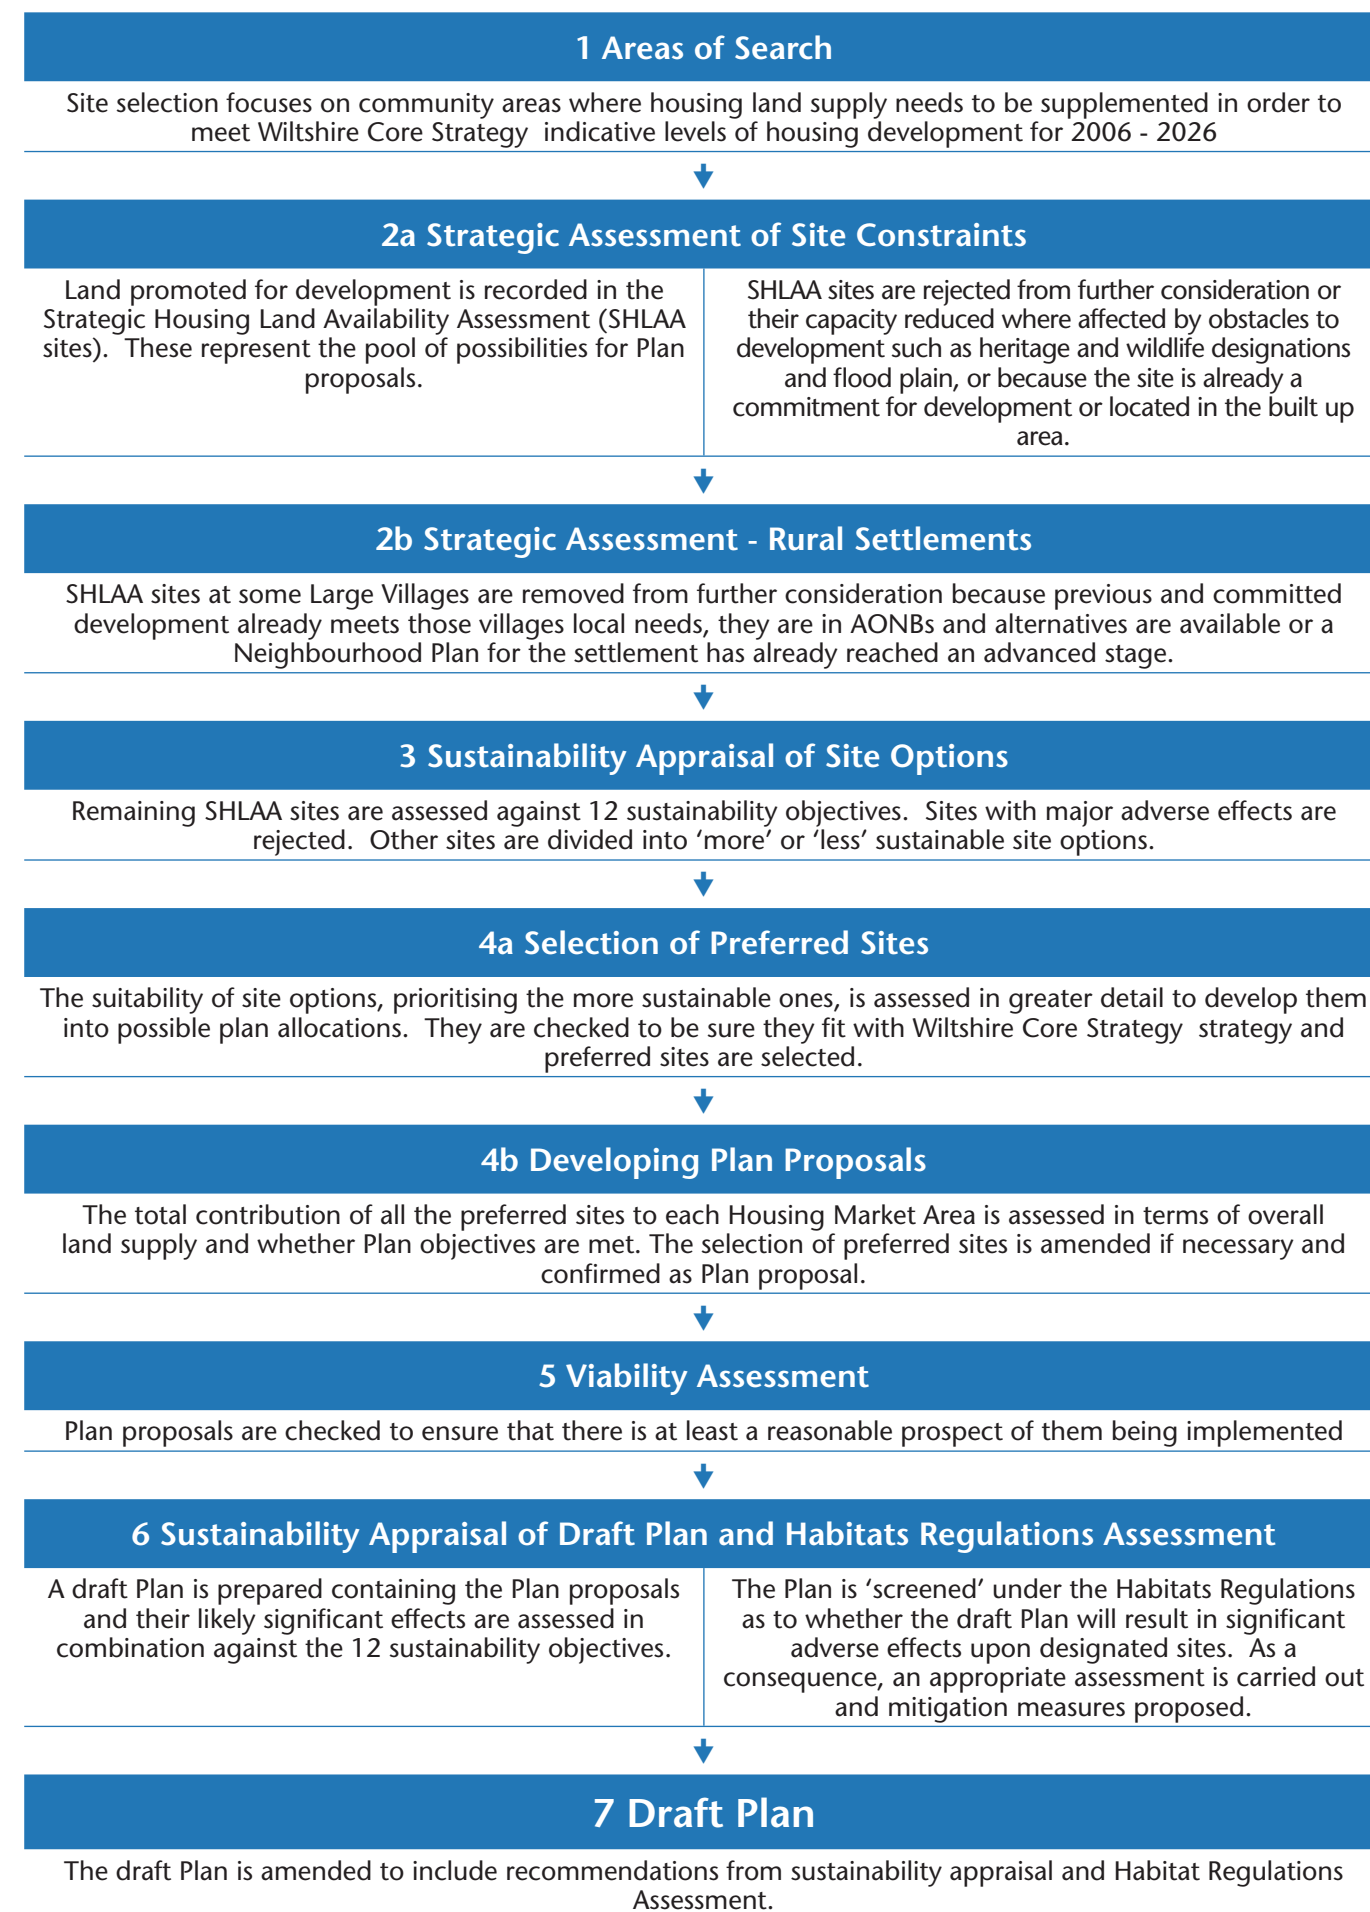 1 Areas of Search
Site selection focuses on community areas where housing land supply needs to be supplemented in order to
meet Wiltshire Core Strategy  indicative levels of housing development for 2006 - 2026
2a Strategic Assessment of Site Constraints
Land promoted for development is recorded in the
Strategic Housing Land Availability Assessment (SHLAA
sites).  These represent the pool of possibilities for Plan
proposals.
SHLAA sites are rejected from further consideration or
their capacity reduced where affected by obstacles to
development such as heritage and wildlife designations
and flood plain, or because the site is already a
commitment for development or located in the built up
area.
2b Strategic Assessment - Rural Settlements
SHLAA sites at some Large Villages are removed from further consideration because previous and committed
development already meets those villages local needs, they are in AONBs and alternatives are available or a
Neighbourhood Plan for the settlement has already reached an advanced stage.
3 Sustainability Appraisal of Site Options
Remaining SHLAA sites are assessed against 12 sustainability objectives.  Sites with major adverse effects are
rejected.  Other sites are divided into ‘more’ or ‘less’ sustainable site options.
4a Selection of Preferred Sites
The suitability of site options, prioritising the more sustainable ones, is assessed in greater detail to develop them
into possible plan allocations.  They are checked to be sure they fit with Wiltshire Core Strategy  strategy and
preferred sites are selected.
4b Developing Plan Proposals
The total contribution of all the preferred sites to each Housing Market Area is assessed in terms of overall
land supply and whether Plan objectives are met. The selection of preferred sites is amended if necessary and
confirmed as Plan proposal.
5 Viability Assessment
Plan proposals are checked to ensure that there is at least a reasonable prospect of them being implemented
6 Sustainability Appraisal of Draft Plan and Habitats Regulations Assessment
A draft Plan is prepared containing the Plan proposals
and their likely significant effects are assessed in
combination against the 12 sustainability objectives.
The Plan is ‘screened’ under the Habitats Regulations
as to whether the draft Plan will result in significant
adverse effects upon designated sites.  As a
consequence, an appropriate assessment is carried out
and mitigation measures proposed.
7 Draft Plan
The draft Plan is amended to include recommendations from sustainability appraisal and Habitat Regulations
Assessment.